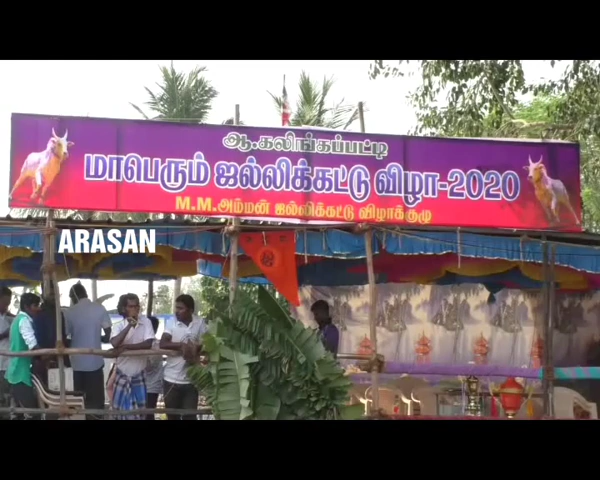 ஆ.கலிங்கப்பட்டி
மாபெரும் ஜல்லிக்கட்டு விழா-2020
M.M.அம்மன் ஜல்லிக்கட்டு விழாக்குழு
ARASAN